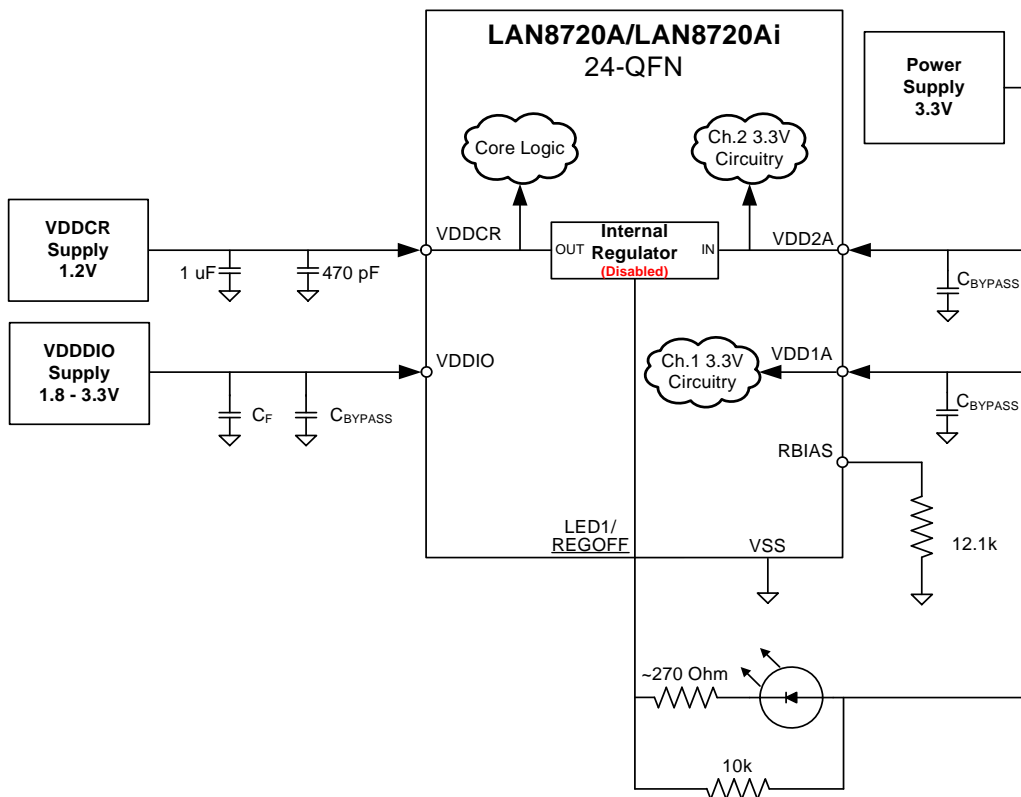 LAN8720A/LAN8720Ai
24-QFN
Power
Supply
3.3V
Core Logic
Ch.2 3.3V
Circuitry
VDDCR
Supply
1.2V
1 uF
470 pF
VDDCR
OUT
Internal
Regulator
(Disabled)
IN
VDD2A
CBYPASS
VDDDIO
Supply
1.8 - 3.3V
CF
CBYPASS
VDDIO
Ch.1 3.3V
Circuitry
VDD1A
CBYPASS
RBIAS
12.1k
LED1/
REGOFF
VSS
~270 Ohm
10k